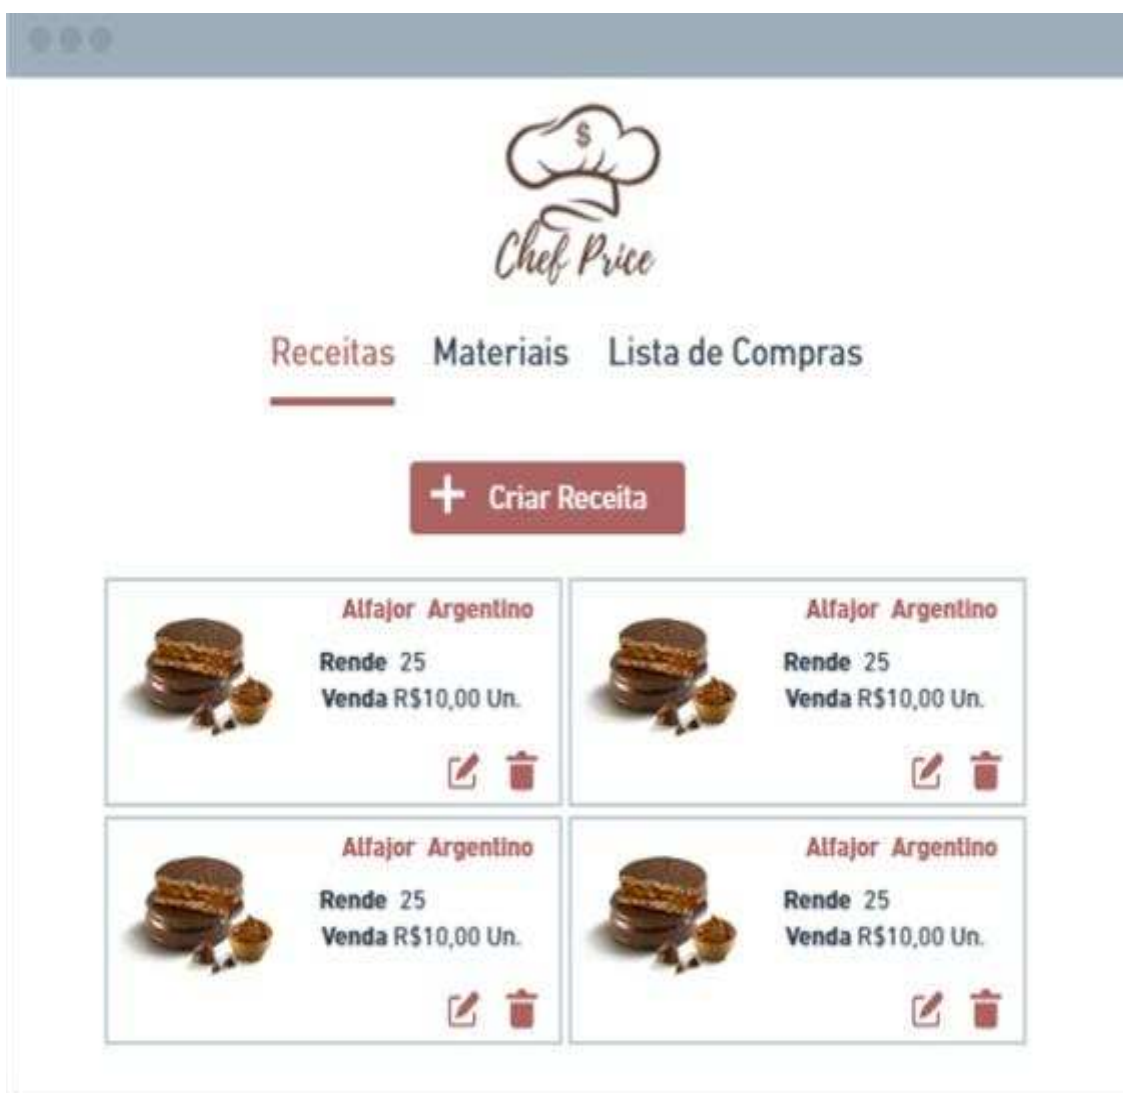 $
Chef Price
Receitas Materiais Lista de Compras
+ Criar Receita
Alfajor Argentino
Rende 25
Venda R$10,00 Un.
Alfajor Argentino
Rende 25
Venda R$10,00 Un.
Alfajor Argentino
Rende 25
Venda R$10,00 Un.
Alfajor Argentino
Rende 25
Venda R$10,00 Un.